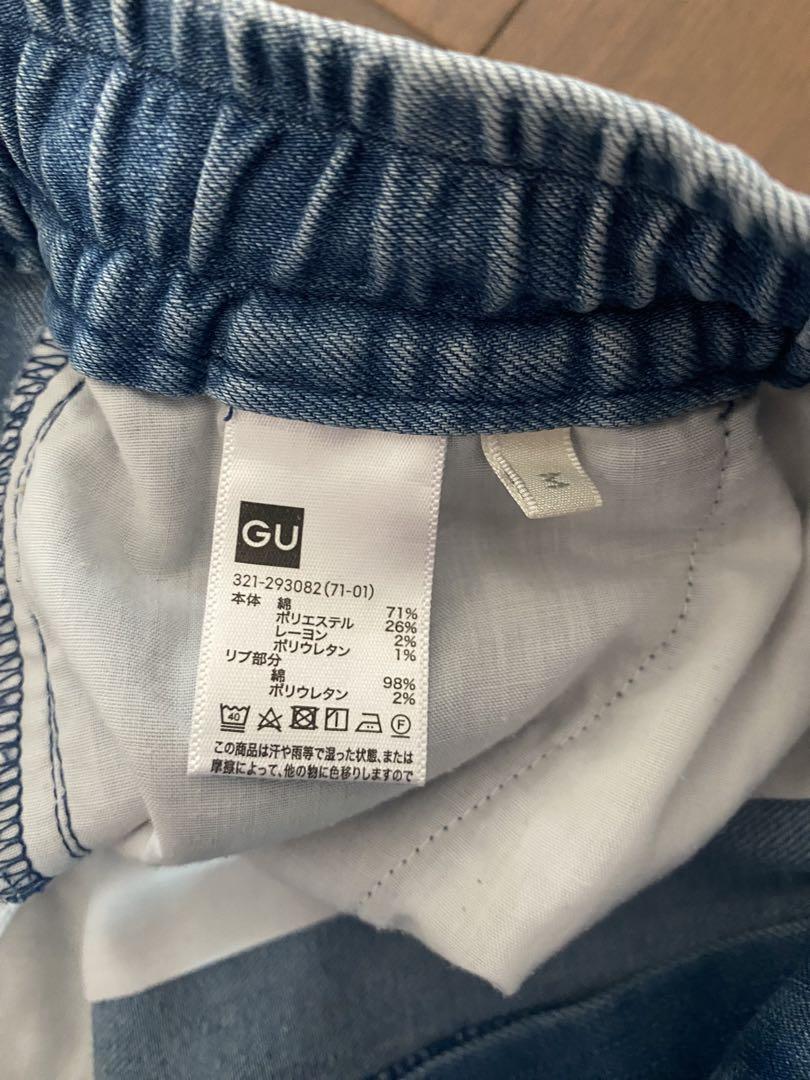 GU
M
321-293082(71-01)
本体 綿 71%
ポリエステル 26%
レーヨン 2%
ポリウレタン 1%
リブ部分
綿 98%
ポリウレタン 2%
40 F
この商品は汗や雨等で湿った状態、または
摩擦によって、他の物に色移りしますので